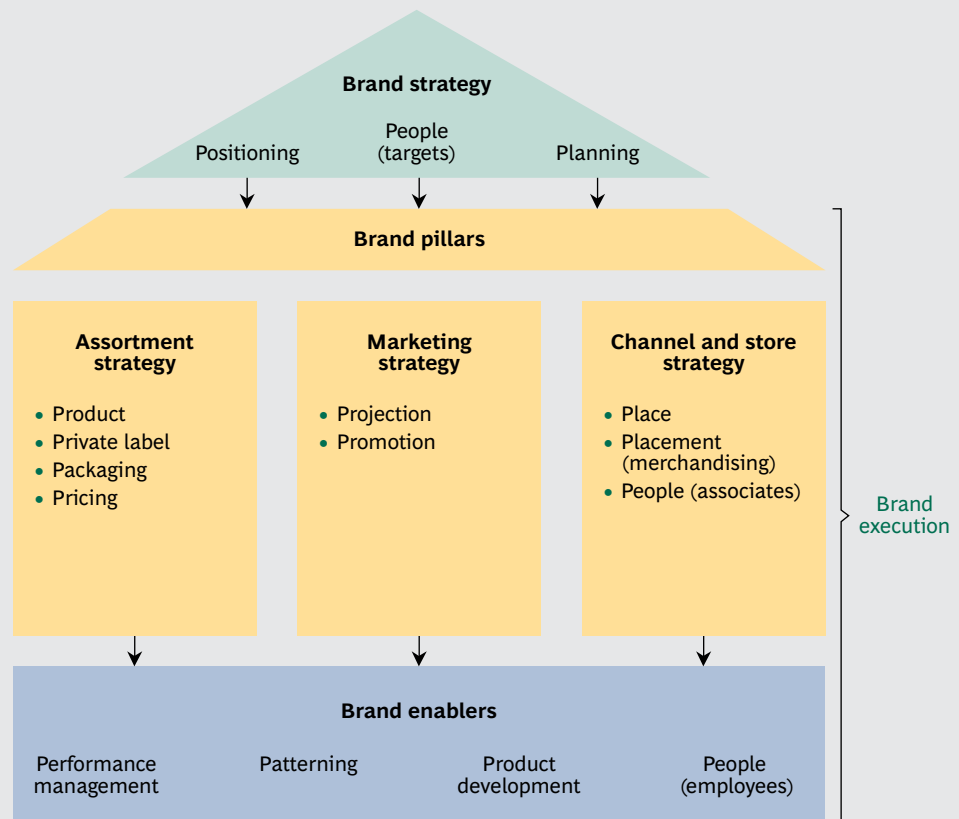 Brand strategy
Positioning
People
(targets)
Planning
Brand pillars
Assortment
strategy
• Product
• Private label
• Packaging
• Pricing
Marketing
strategy
• Projection
• Promotion
Channel and store
strategy
• Place
• Placement
(merchandising)
• People (associates)
Brand
execution
Brand enablers
Performance
management
Patterning
Product
development
People
(employees)